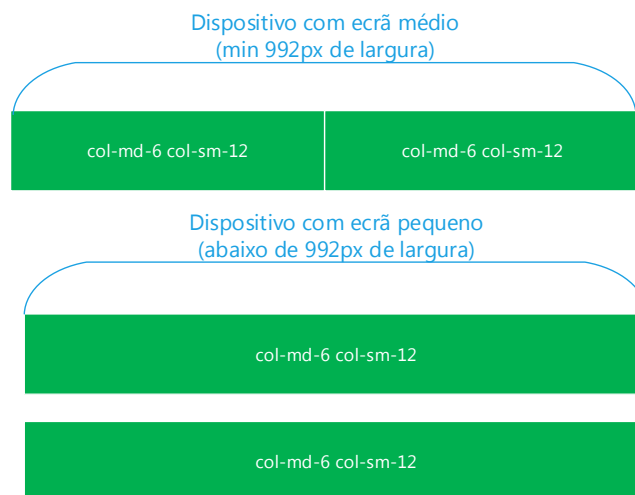 Dispositivo com ecrã médio
(min 992px de largura)
col-md-6 col-sm-12
col-md-6 col-sm-12
Dispositivo com ecrã pequeno
(abaixo de 992px de largura)
col-md-6 col-sm-12
col-md-6 col-sm-12